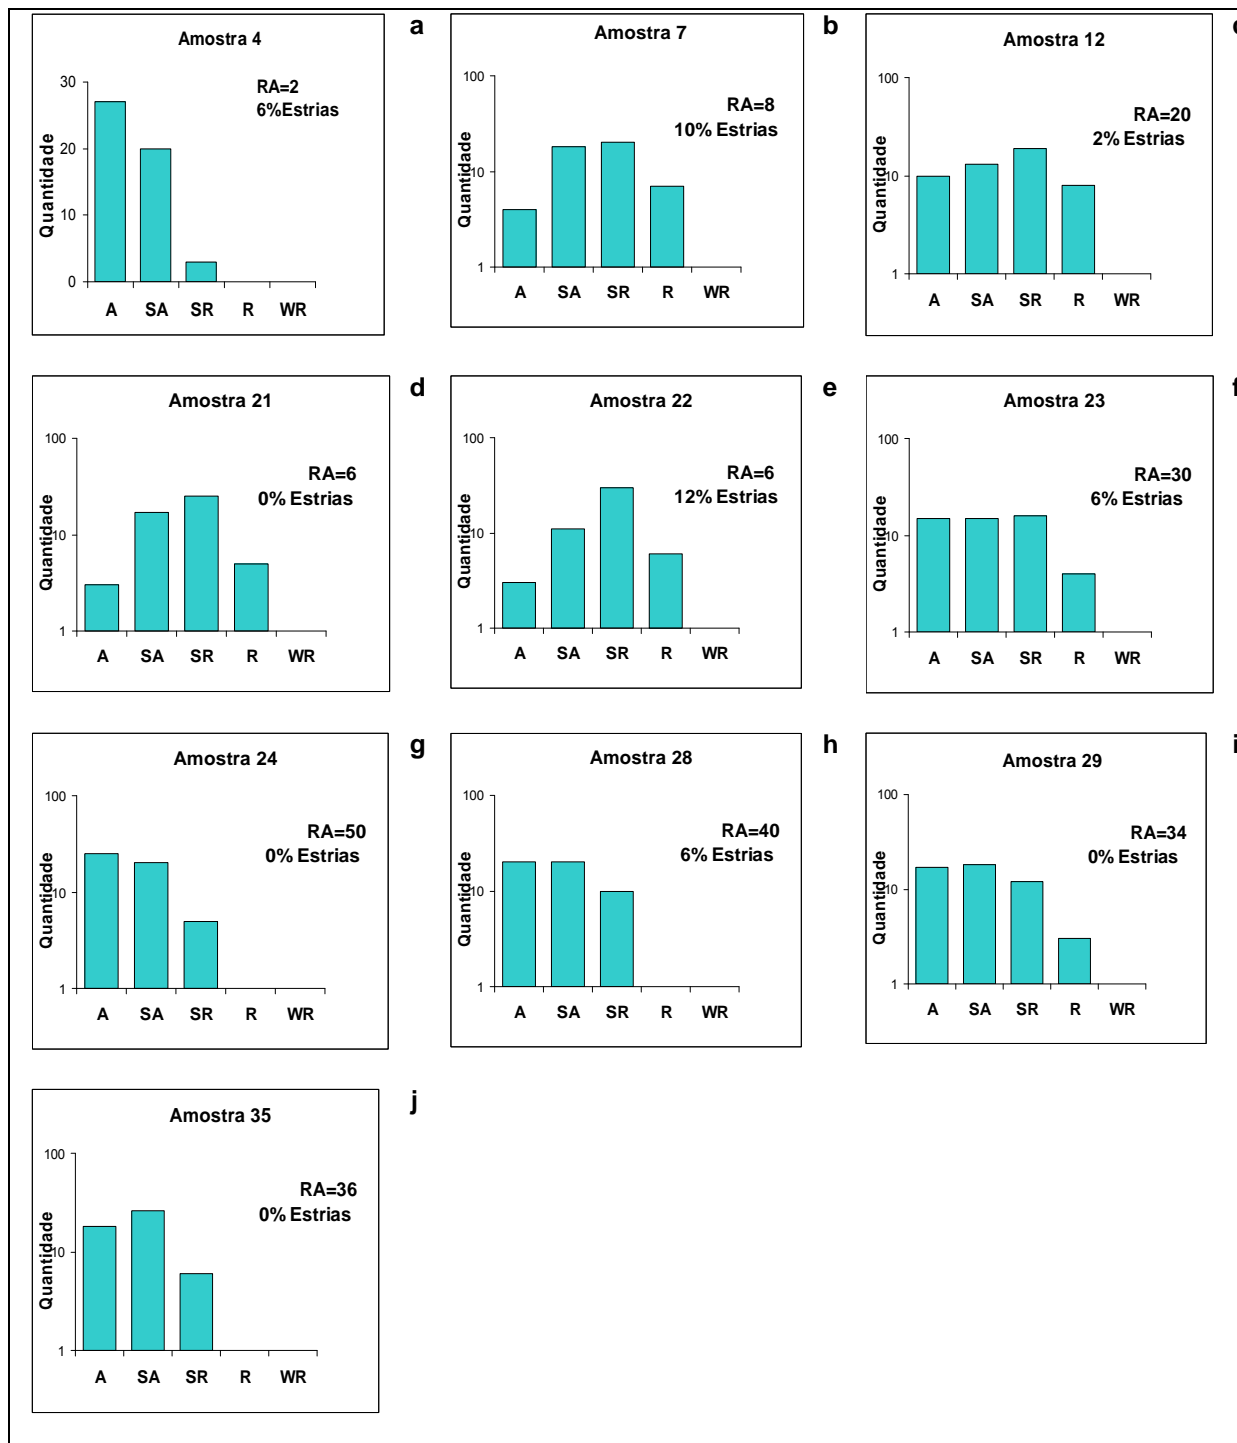 Amostra 4
a
RA=2
6%Estrias
Quantidade
30
20
10
0
A SA SR R WR
Amostra 7
b
RA=8
10% Estrias
Quantidade
100
10
1
A SA SR R WR
Amostra 12
RA=20
2% Estrias
Quantidade
100
10
1
A SA SR R WR
Amostra 21
d
RA=6
0% Estrias
Quantidade
100
10
1
A SA SR R WR
Amostra 22
e
RA=6
12% Estrias
Quantidade
100
10
1
A SA SR R WR
Amostra 23
f
RA=30
6% Estrias
Quantidade
100
10
1
A SA SR R WR
Amostra 24
g
RA=50
0% Estrias
Quantidade
100
10
1
A SA SR R WR
Amostra 28
h
RA=40
6% Estrias
Quantidade
100
10
1
A SA SR R WR
Amostra 29
i
RA=34
0% Estrias
Quantidade
100
10
1
A SA SR R WR
Amostra 35
j
RA=36
0% Estrias
Quantidade
100
10
1
A SA SR R WR